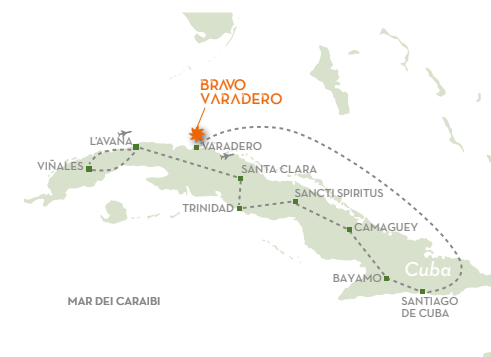 BRAVO
VARADERO
L'AVANA
VARADERO
VIÑALES
SANTA CLARA
SANCTI SPIRITUS
TRINIDAD
CAMAGUEY
Cuba
BAYAMO
MAR DEI CARAIBI
SANTIAGO
DE CUBA